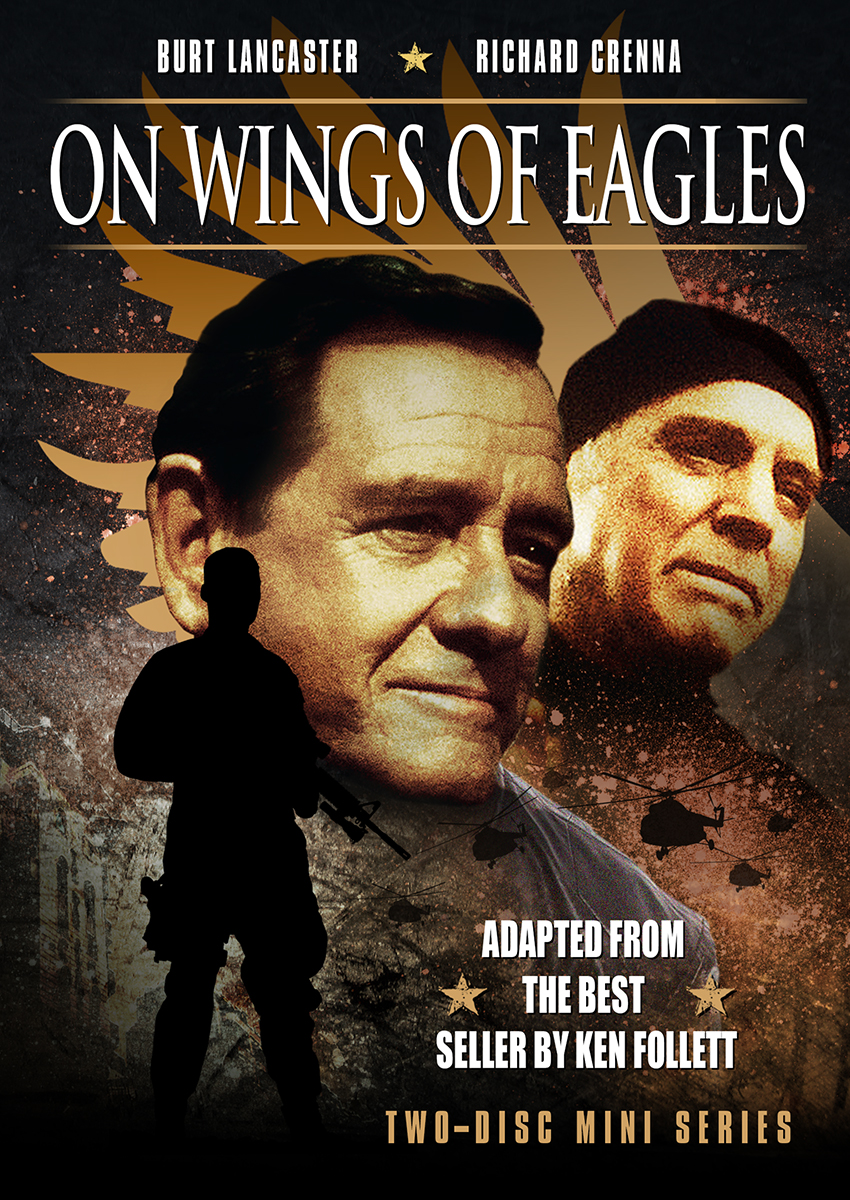 BURT LANCASTER RICHARD CRENNA
ON WINGS OF EAGLES
ADAPTED FROM
THE BEST
SELLER BY KEN FOLLETT
TWO-DISC MINI SERIES